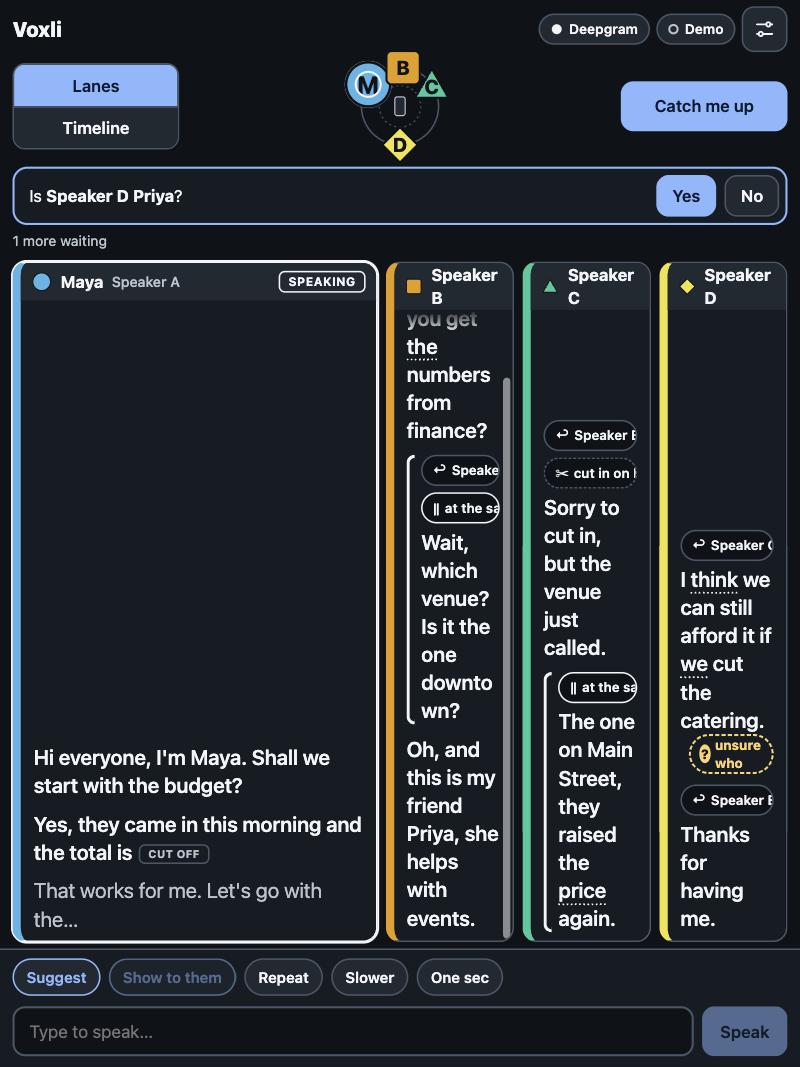 Voxli
Deepgram
Demo
Lanes
Timeline
M
B
C
D
Catch me up
Is Speaker D Priya?
Yes
No
1 more waiting
Maya Speaker A
SPEAKING
Hi everyone, I'm Maya. Shall we
start with the budget?
Yes, they came in this morning and
the total is CUT OFF
That works for me. Let's go with
the...
Speaker
B
you get
the
numbers
from
finance?
↩ Speake
|| at the sa
Wait,
which
venue?
Is it the
one
downto
wn?
Oh, and
this is my
friend
Priya, she
helps
with
events.
Speaker
C
↩ Speaker
✂ cut in on
Sorry to
cut in,
but the
venue
just
called.
|| at the sa
The one
on Main
Street,
they
raised
the
price
again.
Speaker
D
↩ Speaker
I think we
can still
afford it if
we cut
the
catering.
? unsure
who
↩ Speaker
Thanks
for
having
me.
Suggest
Show to them
Repeat
Slower
One sec
Type to speak...
Speak